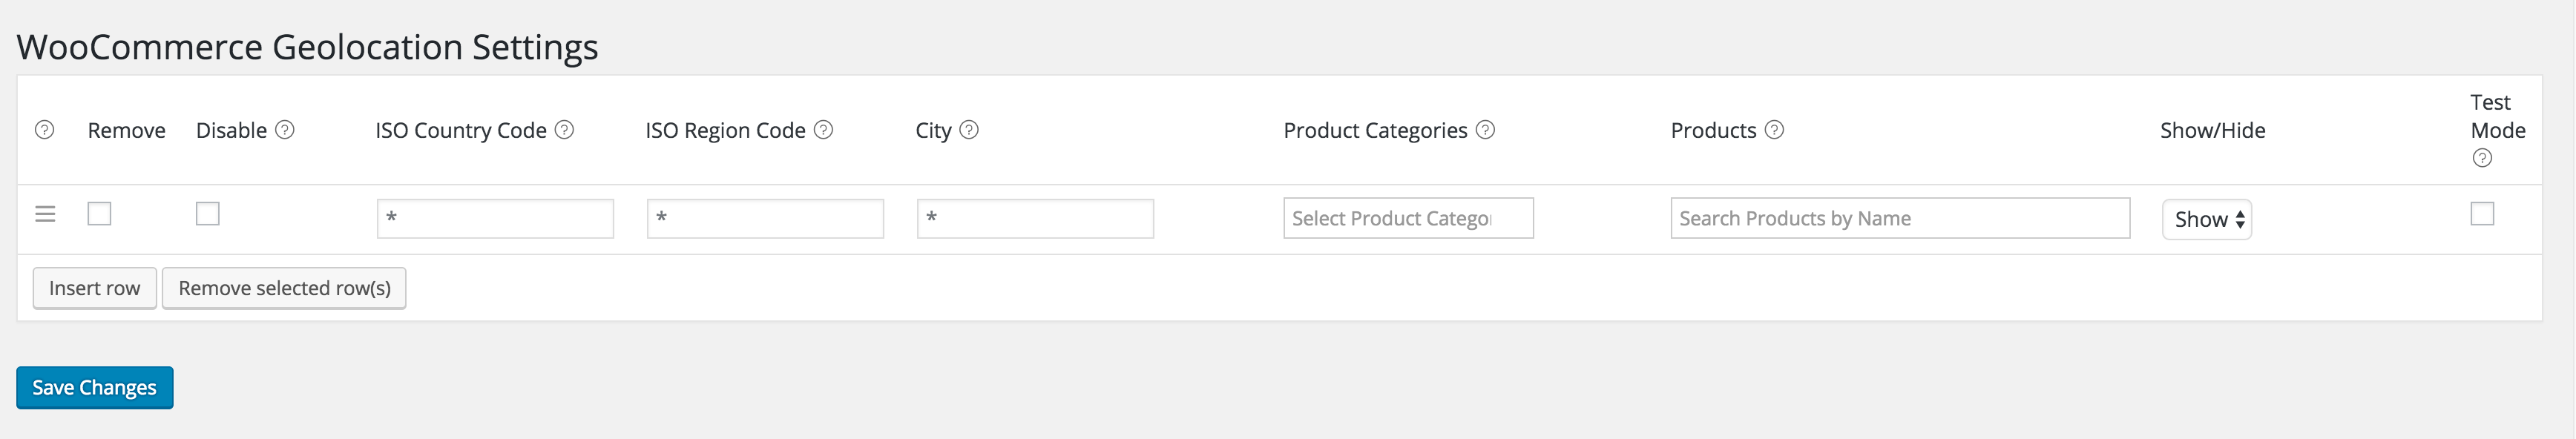 WooCommerce Geolocation Settings
? Remove Disable ? ISO Country Code ? ISO Region Code ? City ? Product Categories ? Products ? Show/Hide Test Mode ?
* * * Select Product Catego Search Products by Name Show
Insert row Remove selected row(s)
Save Changes